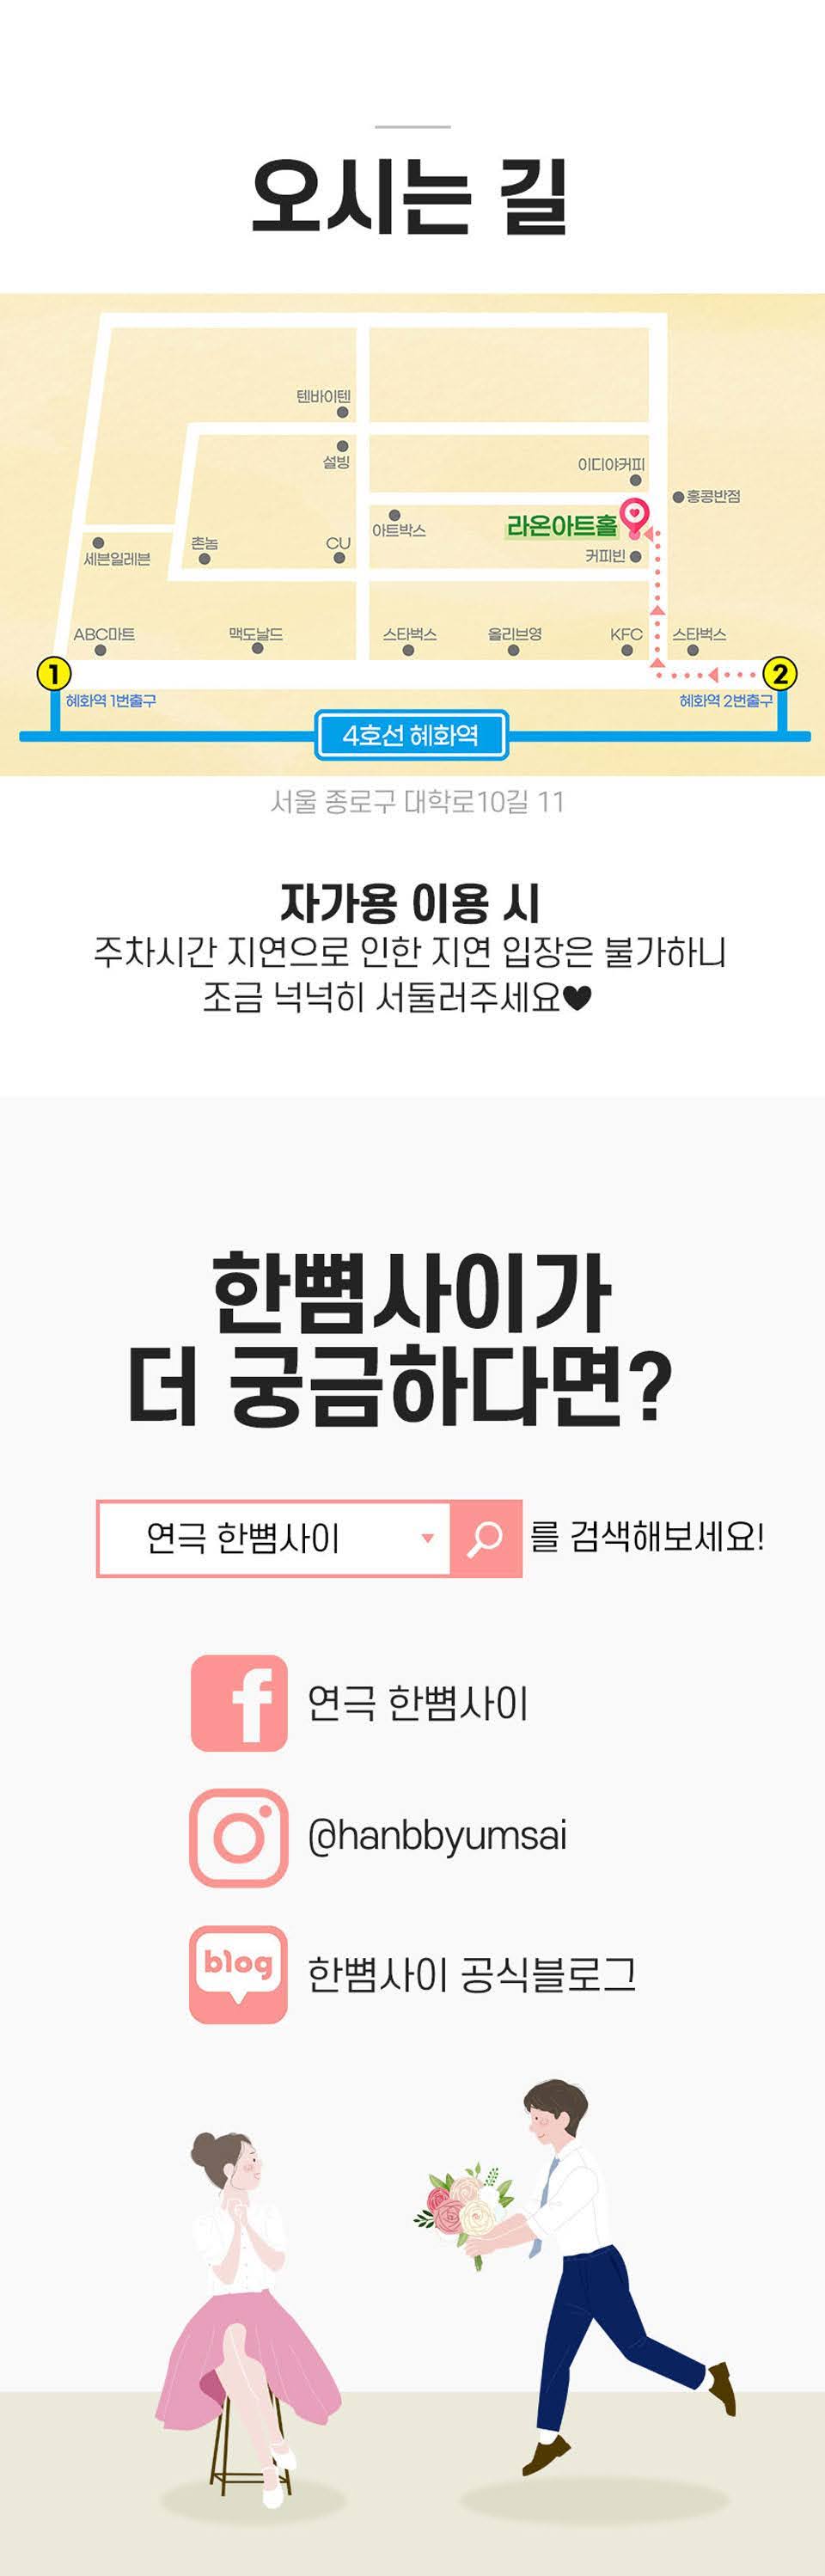 오시는 길
텐바이텐
설빙
이디야커피
홍콩반점
아트박스
라온아트홀
세븐일레븐
촌놈
CU
커피빈
ABC마트
맥도날드
스타벅스
올리브영
KFC
스타벅스
1
2
혜화역 1번출구
혜화역 2번출구
4호선 혜화역
서울 종로구 대학로10길 11
자가용 이용 시
주차시간 지연으로 인한 지연 입장은 불가하니
조금 넉넉히 서둘러주세요♥
한뼘사이가
더 궁금하다면?
연극 한뼘사이 를 검색해보세요!
f 연극 한뼘사이
@hanbbyumsai
blog 한뼘사이 공식블로그